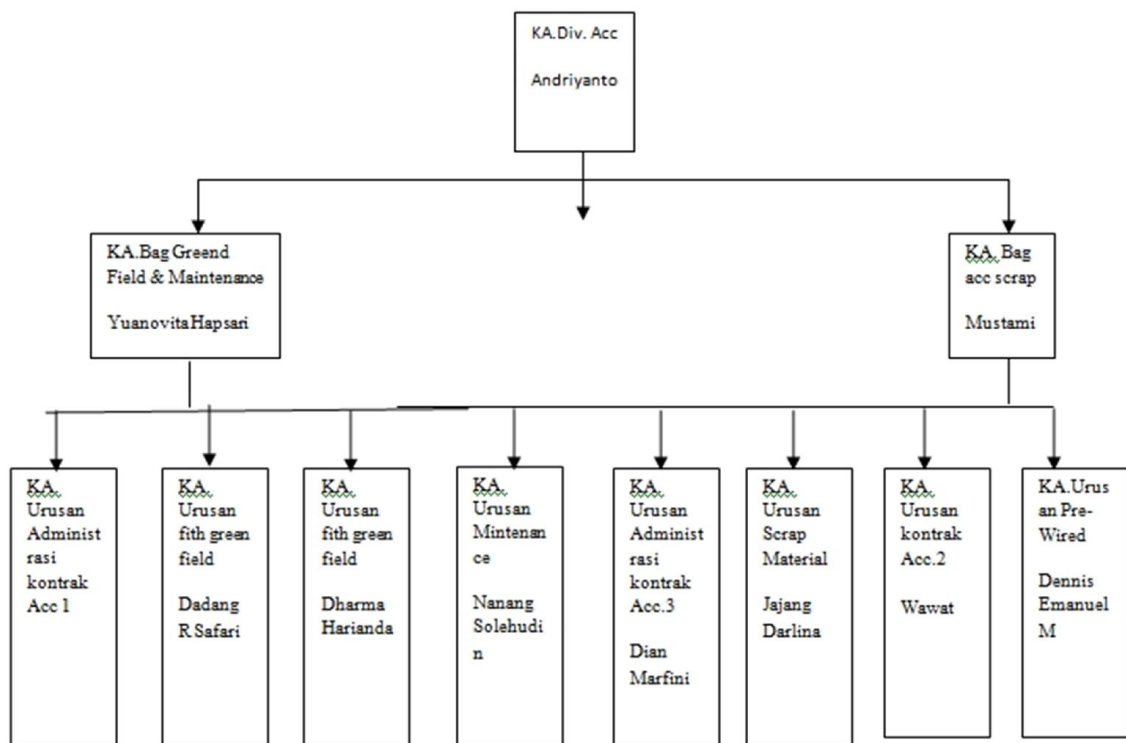 KA.Div. Acc
Andriyanto
KA.Bag Greend
Field & Maintenance
Yuanovita Hapsari
KA. Bag
acc scrap
Mustami
KA.
Urusan
Administ
rasi
kontrak
Acc 1
KA.
Urusan
fith green
field
Dadang
R Safari
KA.
Urusan
fith green
field
Dharma
Harianda
KA.
Urusan
Mintenan
ce
Nanang
Solehudi
n
KA.
Urusan
Administ
rasi
kontrak
Acc.3
Dian
Marfini
KA.
Urusan
Scrap
Material
Jajang
Darlina
KA.
Urusan
kontrak
Acc.2
Wawat
KA.Urus
an Pre-
Wired
Dennis
Emanuel
M